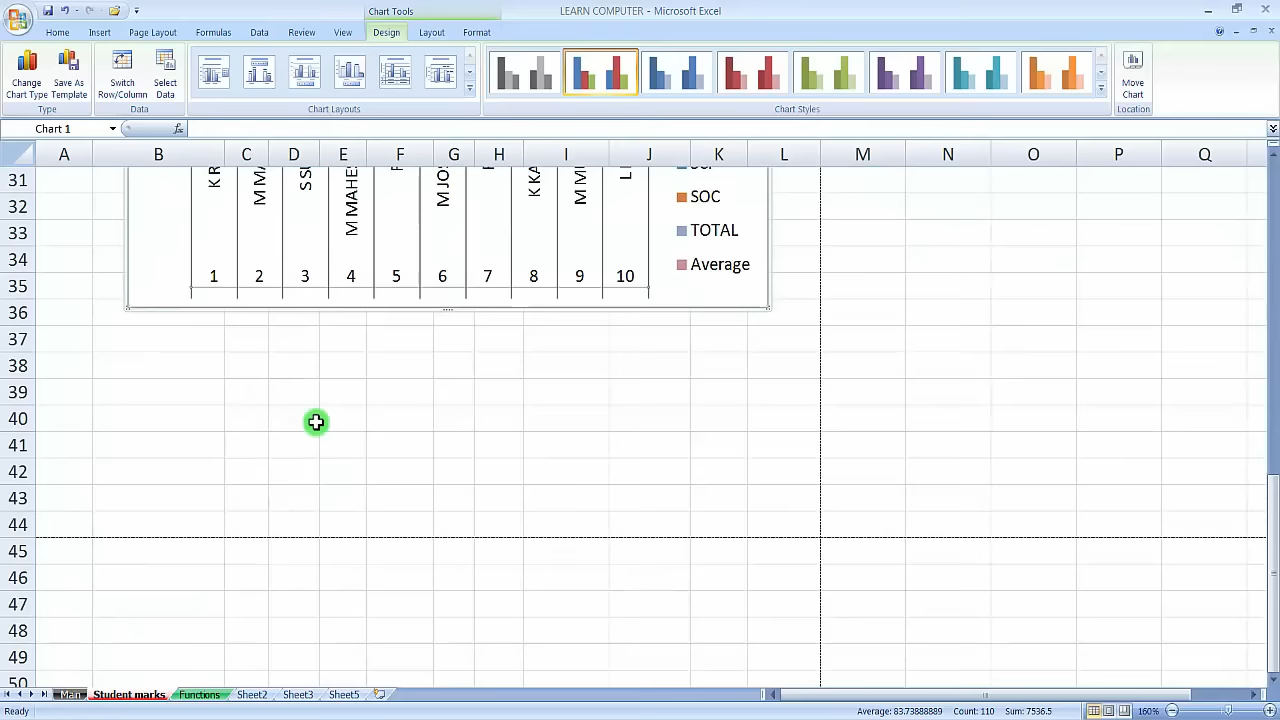 Chart Tools
LEARN COMPUTER - Microsoft Excel
Home Insert Page Layout Formulas Data Review View Design Layout Format
Change Chart Type
Save As Template
Switch Row/Column
Select Data
Move Chart
Type Data Chart Layouts Chart Styles Location
Chart 1 fx
A B C D E F G H I J K L M N O P Q
31
32 SOC
33 TOTAL
34 Average
35 1 2 3 4 5 6 7 8 9 10
K R
M MA
S S
M MAHE
M JOS
K KA
M M
L
36
37
38
39
40
41
42
43
44
45
46
47
48
49
50
Main Student marks Functions Sheet2 Sheet3 Sheet5
Ready Average: 83.73888889 Count: 110 Sum: 7536.5 160%